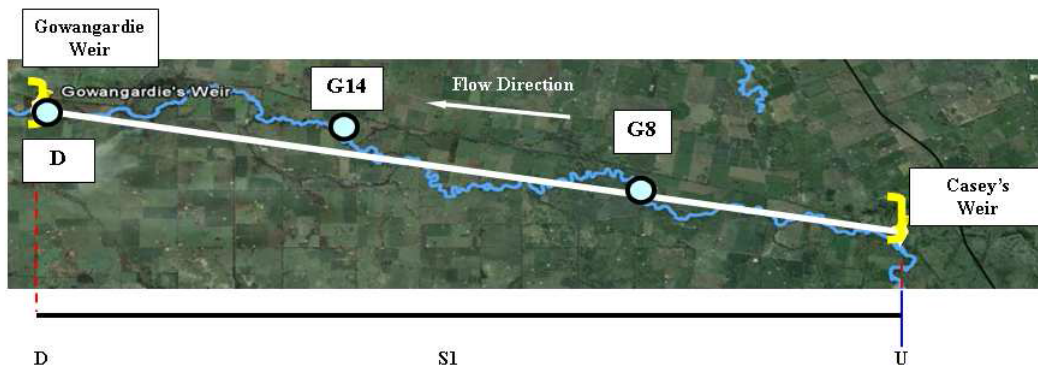 Gowangardie
Weir
Gowangardie's Weir
G14
Flow Direction
G8
D
Casey's
Weir
D
S1
U